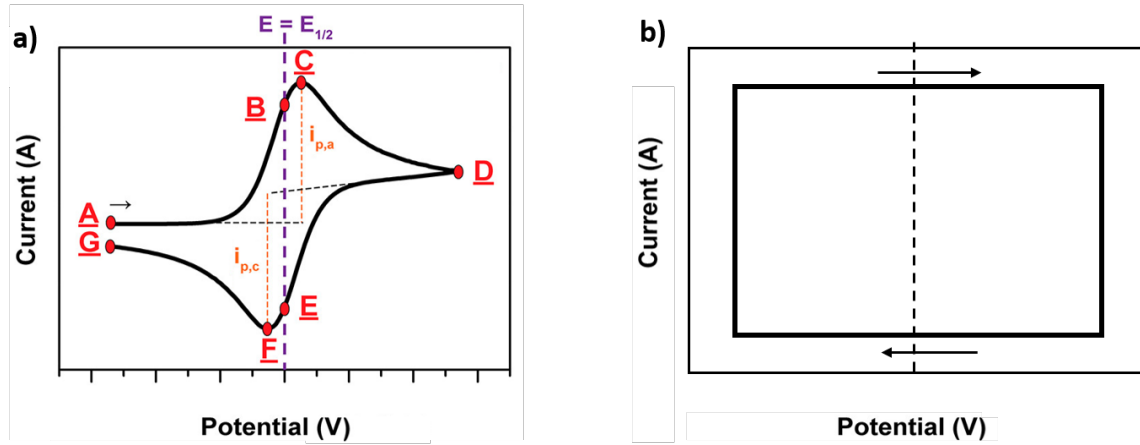 a)
E = E1/2
C
B
ip,a
A
→
D
G
ip,c
E
F
Current (A)
Potential (V)
b)
Current (A)
Potential (V)